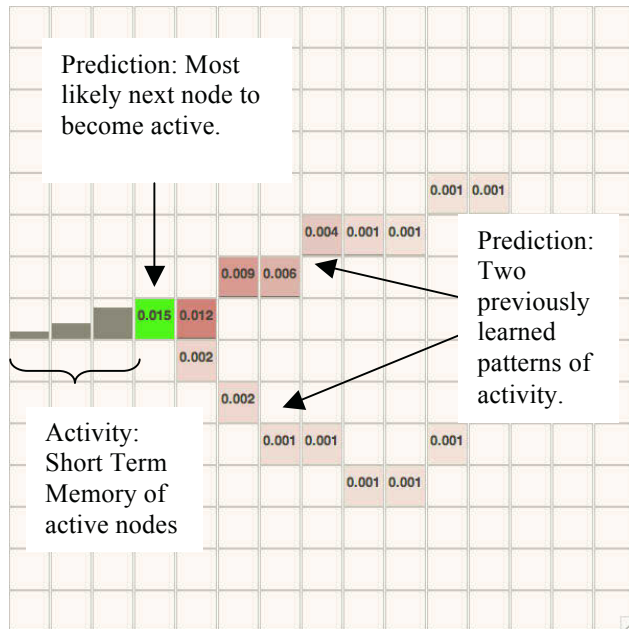 Prediction: Most
likely next node to
become active.
0.001 0.001
0.004 0.001 0.001
Prediction:
Two
previously
learned
patterns of
activity.
0.009 0.006
0.015 0.012
0.002
0.002
Activity:
Short Term
Memory of
active nodes
0.001 0.001 0.001
0.001 0.001